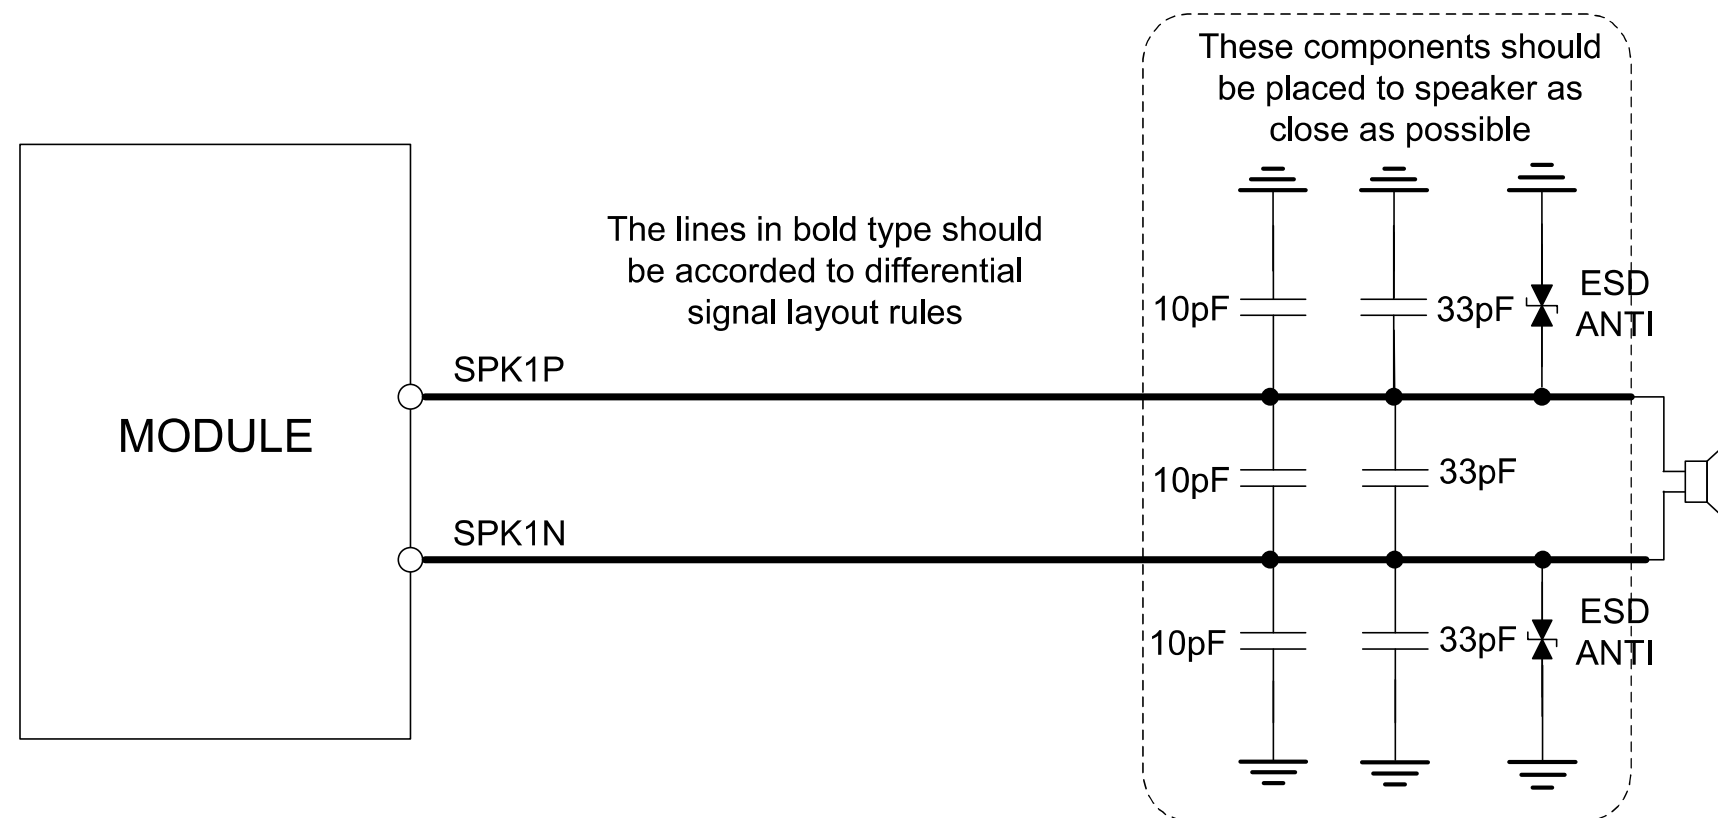 These components should
be placed to speaker as
close as possible
The lines in bold type should
be accorded to differential
signal layout rules
10pF
33pF
ESD
ANTI
SPK1P
MODULE
10pF
33pF
SPK1N
10pF
33pF
ESD
ANTI